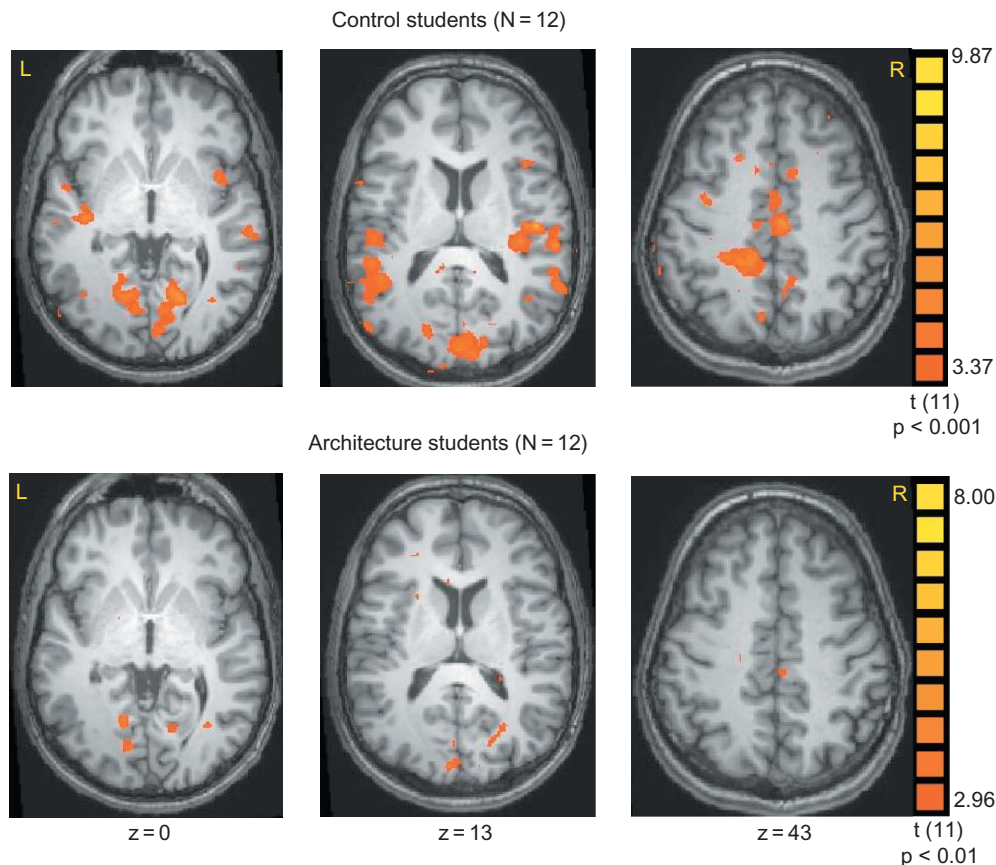 Control students (N = 12)
L
R
9.87
3.37
t (11)
p < 0.001
Architecture students (N = 12)
L
R
8.00
2.96
z = 0
z = 13
z = 43
t (11)
p < 0.01